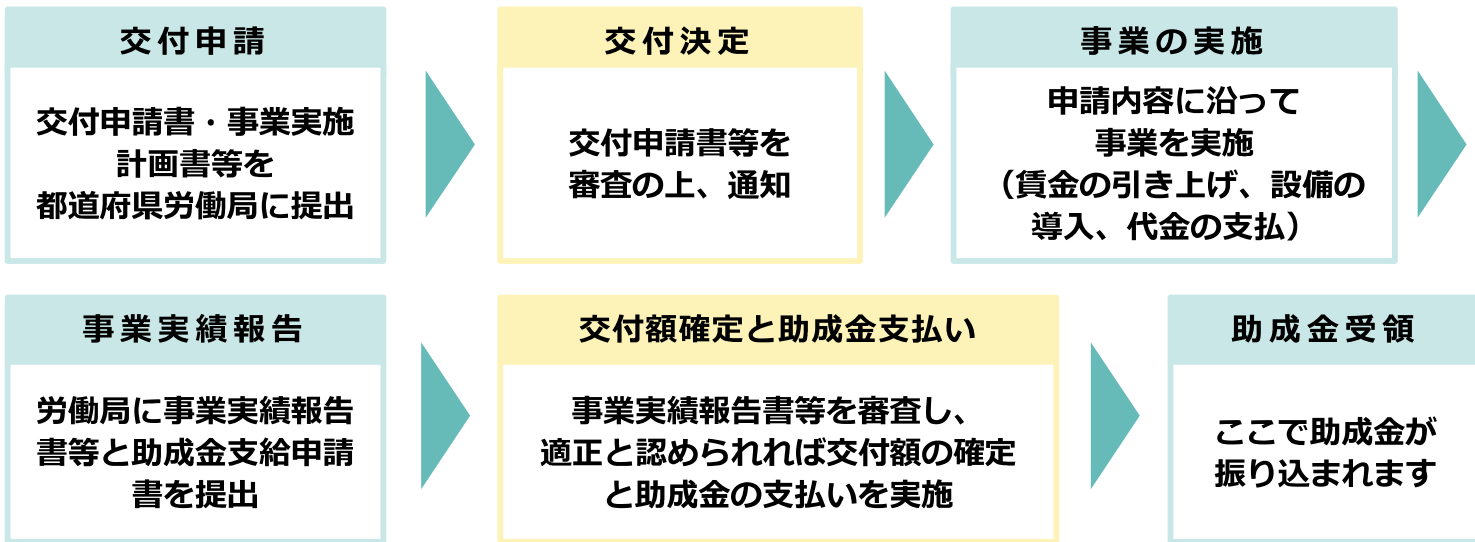 交付申請
交付申請書・事業実施
計画書等を
都道府県労働局に提出
交付決定
交付申請書等を
審査の上、通知
事業の実施
申請内容に沿って
事業を実施
（賃金の引き上げ、設備の
導入、代金の支払）
事業実績報告
労働局に事業実績報告
書等と助成金支給申請
書を提出
交付額確定と助成金支払い
事業実績報告書等を審査し、
適正と認められれば交付額の確定
と助成金の支払いを実施
助成金受領
ここで助成金が
振り込まれます